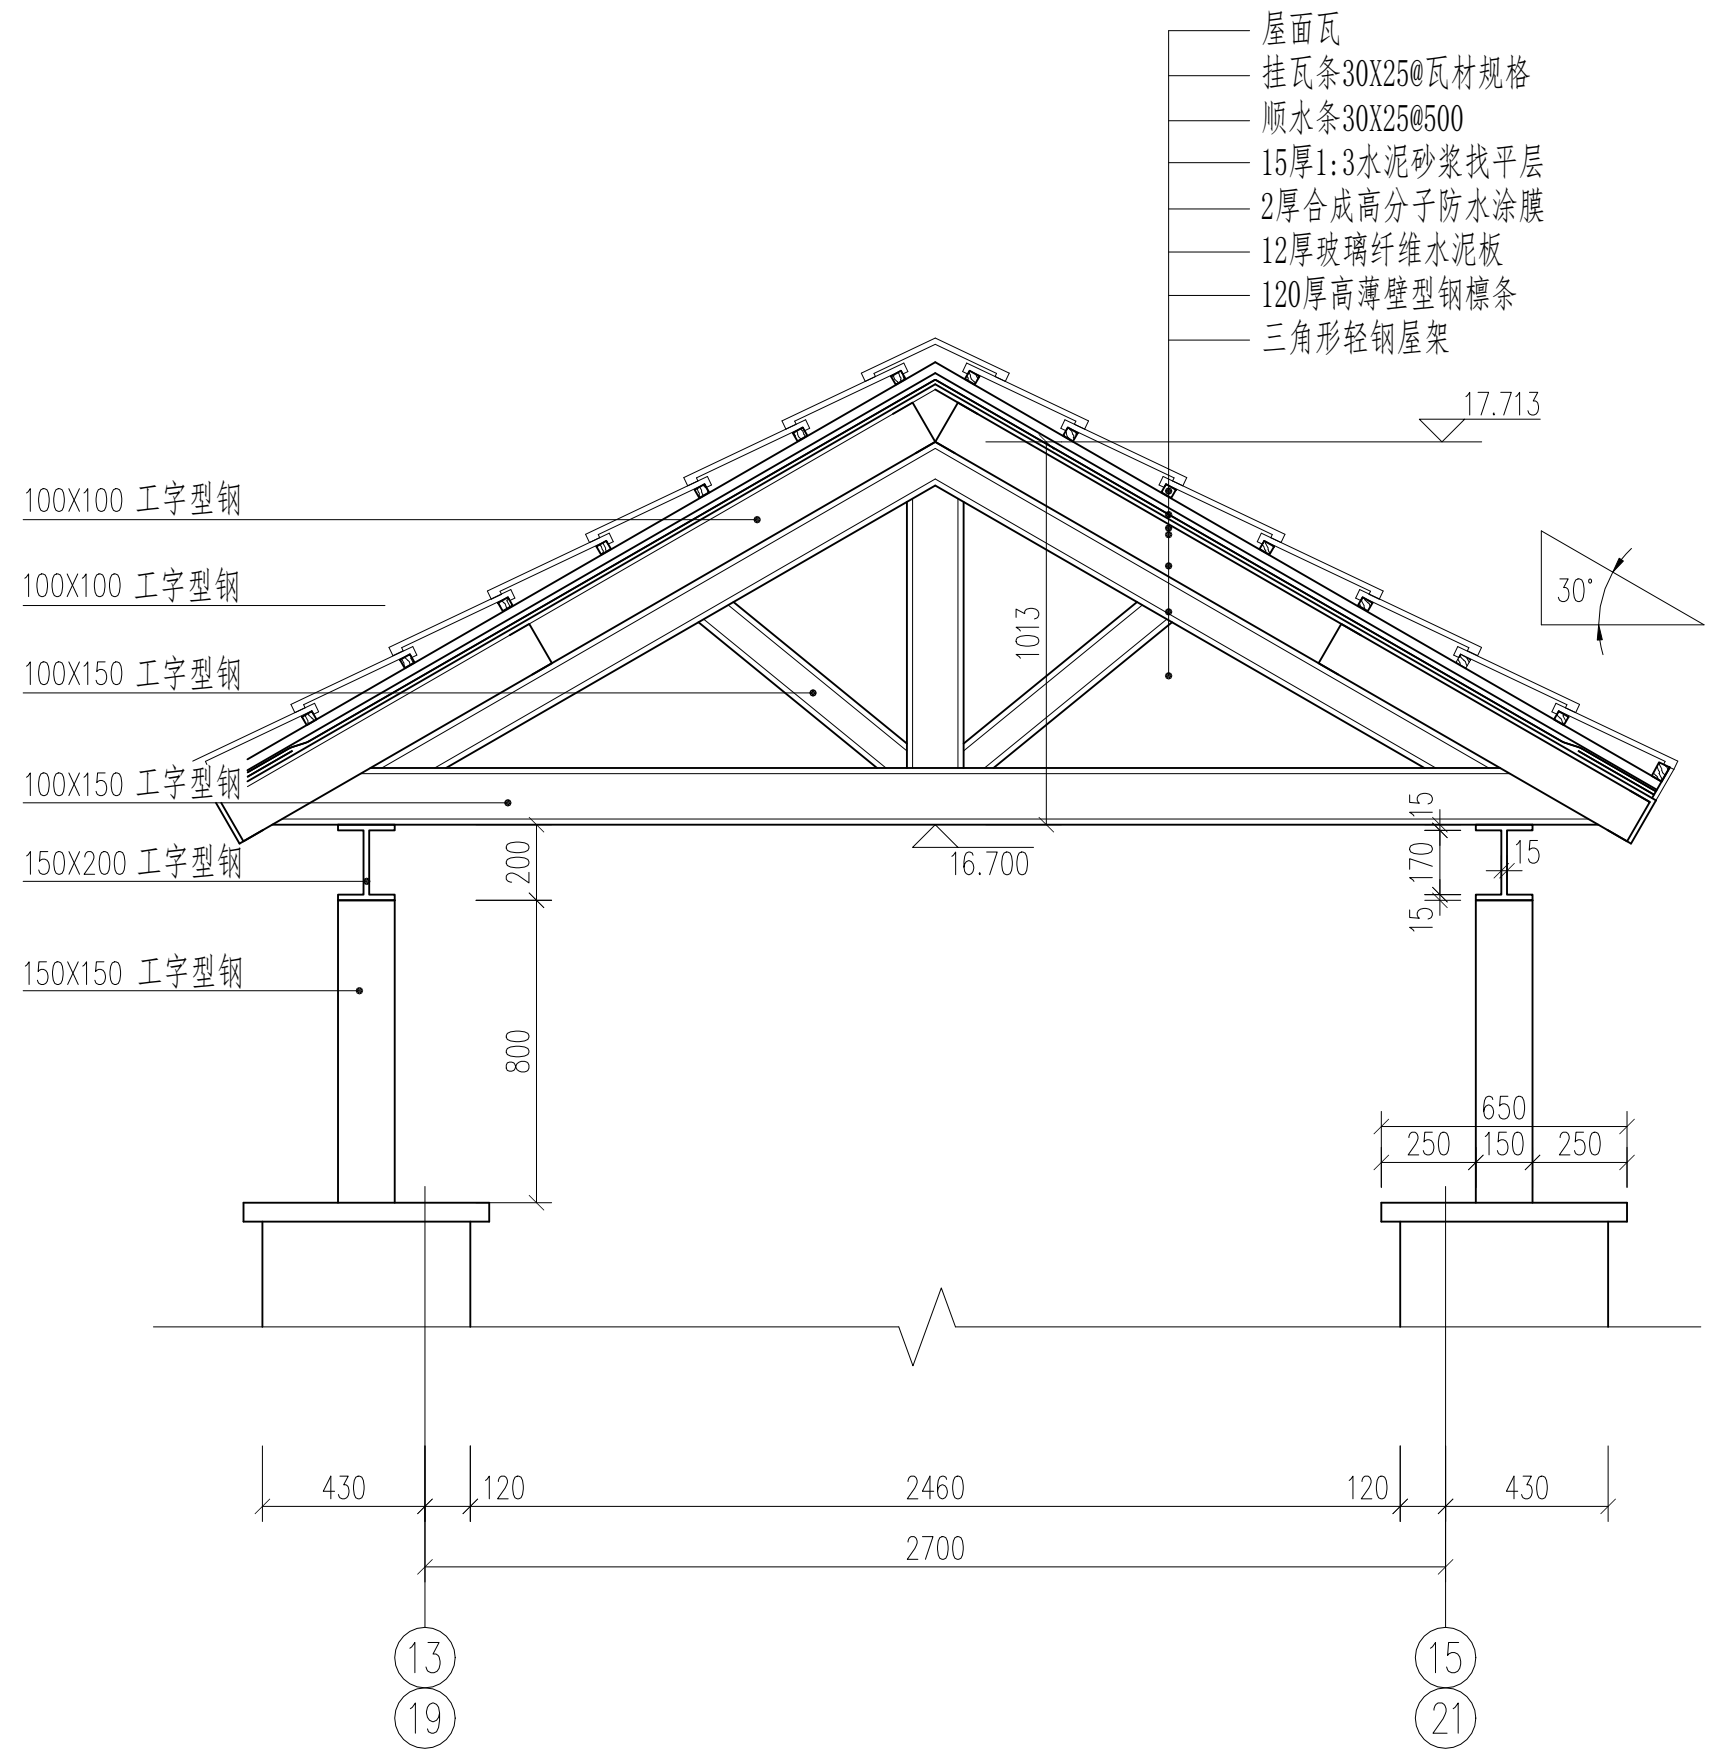 屋面瓦
挂瓦条30X25@瓦材规格
顺水条30X25@500
15厚1:3水泥砂浆找平层
2厚合成高分子防水涂膜
12厚玻璃纤维水泥板
120厚高薄壁型钢檩条
三角形轻钢屋架
17.713
100X100 工字型钢
100X100 工字型钢
30°
1013
100X150 工字型钢
100X150 工字型钢
15
16.700
150X200 工字型钢
200
170
15
15
150X150 工字型钢
800
650
250 150 250
430 120 2460 120 430
2700
13 15
19 21